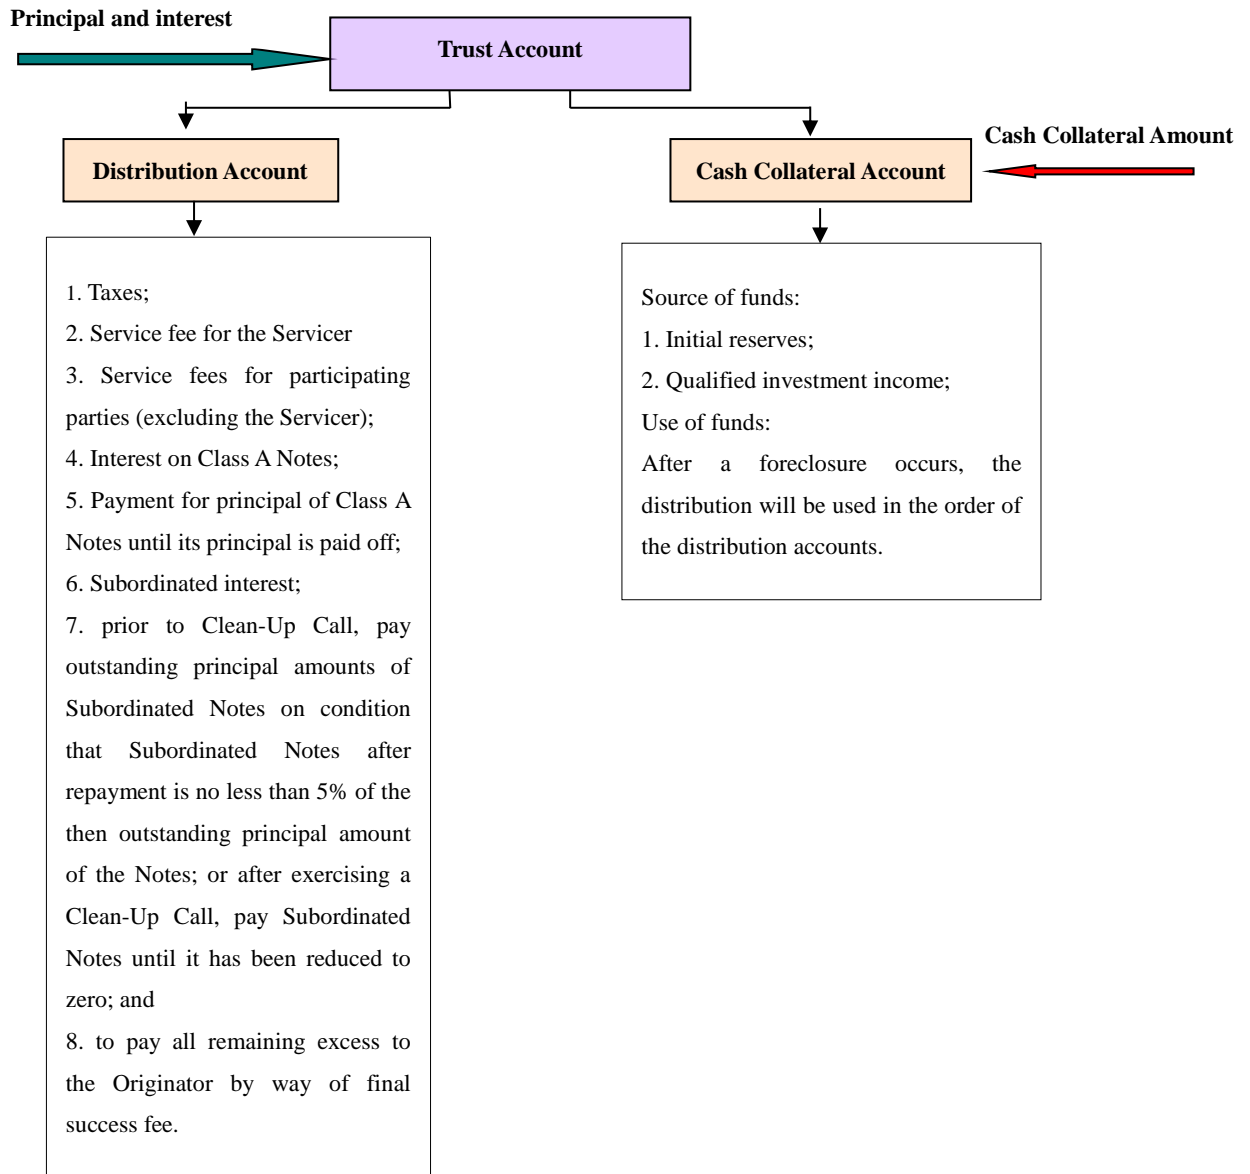 Principal and interest
Trust Account
Cash Collateral Amount
Distribution Account
Cash Collateral Account
1. Taxes;
2. Service fee for the Servicer
3. Service fees for participating
parties (excluding the Servicer);
4. Interest on Class A Notes;
5. Payment for principal of Class A
Notes until its principal is paid off;
6. Subordinated interest;
7. prior to Clean-Up Call, pay
outstanding principal amounts of
Subordinated Notes on condition
that Subordinated Notes after
repayment is no less than 5% of the
then outstanding principal amount
of the Notes; or after exercising a
Clean-Up Call, pay Subordinated
Notes until it has been reduced to
zero; and
8. to pay all remaining excess to
the Originator by way of final
success fee.
Source of funds:
1. Initial reserves;
2. Qualified investment income;
Use of funds:
After a foreclosure occurs, the
distribution will be used in the order of
the distribution accounts.